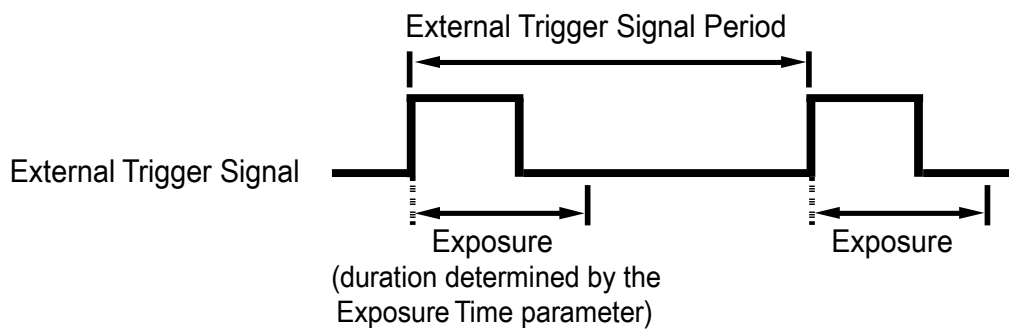 External Trigger Signal Period
External Trigger Signal
Exposure
(duration determined by the
Exposure Time parameter)
Exposure